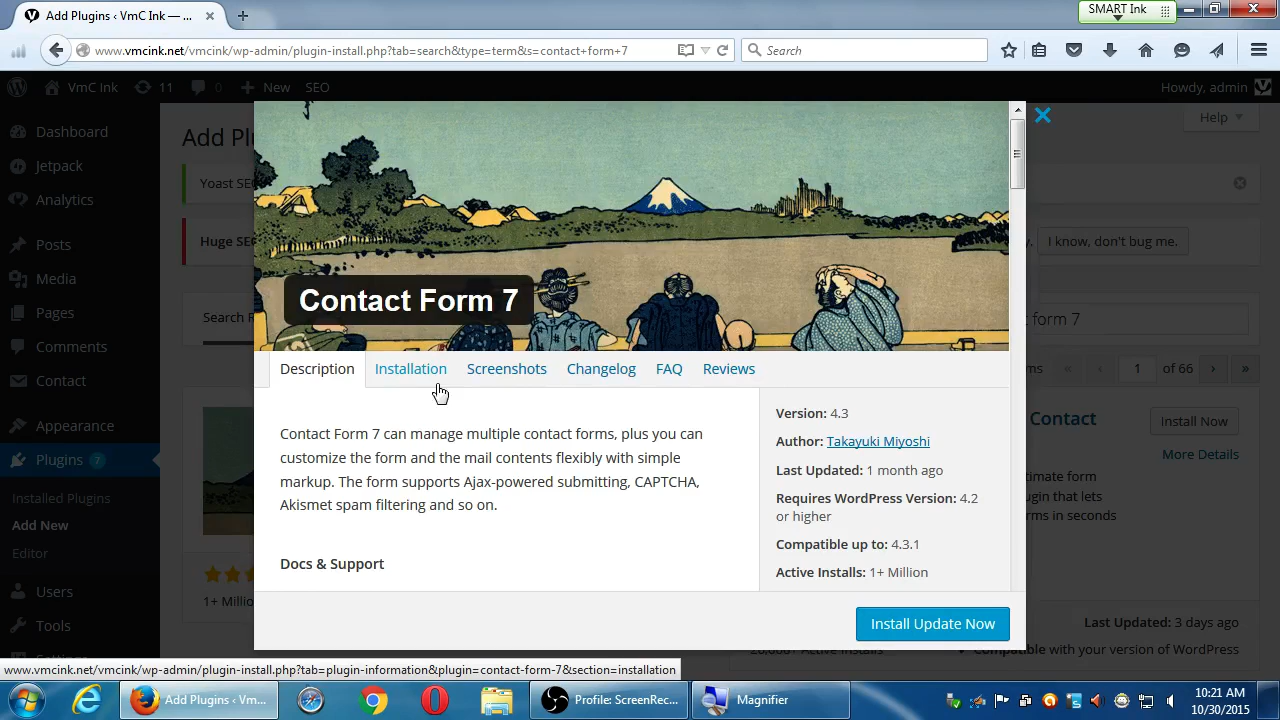 Add Plugins ‹ VmC Ink — ...
SMART Ink
www.vmcink.net/vmcink/wp-admin/plugin-install.php?tab=search&type=term&s=contact+form+7
Search
VmC Ink
11
0
New
SEO
Howdy, admin
Dashboard
Jetpack
Analytics
Posts
Media
Pages
Comments
Contact
Appearance
Plugins 7
Installed Plugins
Add New
Editor
Users
Tools
Add Pl
Help
Yoast SE
Huge SE
I know, don't bug me.
Search R
form 7
1 of 66
Contact
Install Now
More Details
timate form
lugin that lets
rms in seconds
1+ Millio
Last Updated: 3 days ago
Compatible with your version of WordPress
Contact Form 7
Description
Installation
Screenshots
Changelog
FAQ
Reviews
Contact Form 7 can manage multiple contact forms, plus you can
customize the form and the mail contents flexibly with simple
markup. The form supports Ajax-powered submitting, CAPTCHA,
Akismet spam filtering and so on.
Docs & Support
Version: 4.3
Author: Takayuki Miyoshi
Last Updated: 1 month ago
Requires WordPress Version: 4.2
or higher
Compatible up to: 4.3.1
Active Installs: 1+ Million
Install Update Now
www.vmcink.net/vmcink/wp-admin/plugin-install.php?tab=plugin-information&plugin=contact-form-7&section=installation
Add Plugins ‹ VmC ...
Profile: ScreenRec...
Magnifier
10:21 AM
10/30/2015